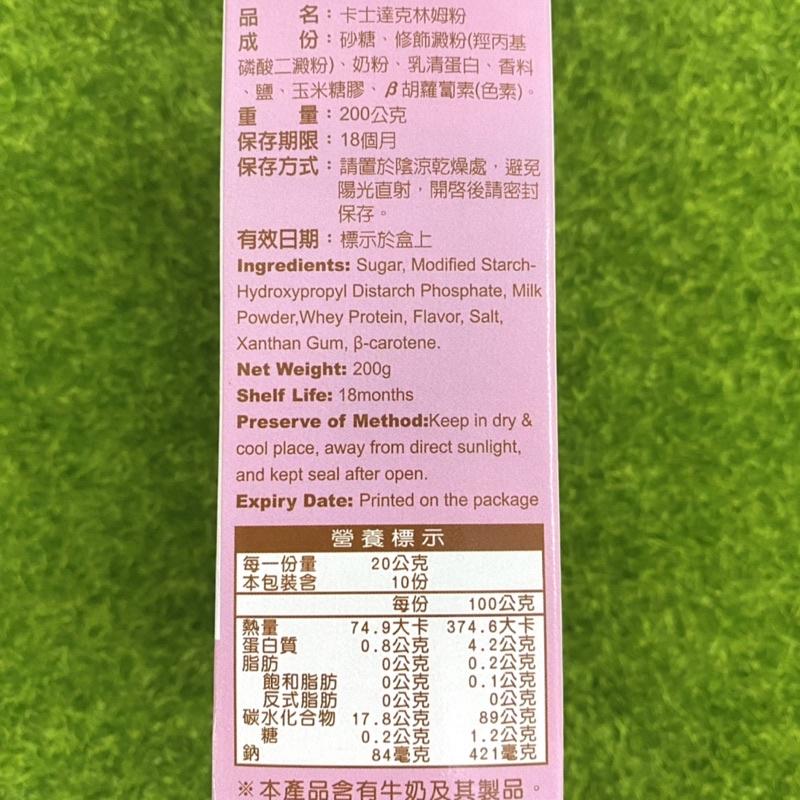 品　　名：卡士達克林姆粉
成　　份：砂糖、修飾澱粉(羥丙基
磷酸二澱粉)、奶粉、乳清蛋白、香料
、鹽、玉米糖膠、β胡蘿蔔素(色素)。
重　　量：200公克
保存期限：18個月
保存方式：請置於陰涼乾燥處，避免
陽光直射，開啓後請密封
保存。
有效日期：標示於盒上
Ingredients: Sugar, Modified Starch-
Hydroxypropyl Distarch Phosphate, Milk
Powder,Whey Protein, Flavor, Salt,
Xanthan Gum, β-carotene.
Net Weight: 200g
Shelf Life: 18months
Preserve of Method:Keep in dry &
cool place, away from direct sunlight,
and kept seal after open.
Expiry Date: Printed on the package
營養標示
每一份量 20公克
本包裝含 10份
每份 100公克
熱量 74.9大卡 374.6大卡
蛋白質 0.8公克 4.2公克
脂肪 0公克 0.2公克
飽和脂肪 0公克 0.1公克
反式脂肪 0公克 0公克
碳水化合物 17.8公克 89公克
糖 0.2公克 1.2公克
鈉 84毫克 421毫克
※本產品含有牛奶及其製品。